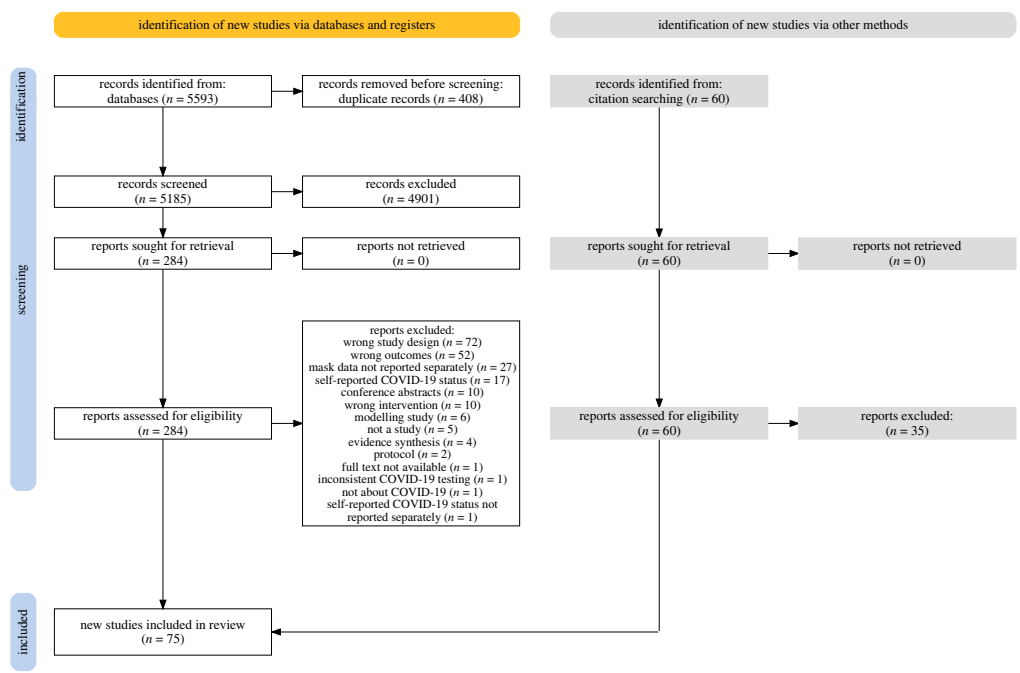 identification of new studies via databases and registers
identification of new studies via other methods
identification
records identified from:
databases (n = 5593)
records removed before screening:
duplicate records (n = 408)
records identified from:
citation searching (n = 60)
screening
records screened
(n = 5185)
records excluded
(n = 4901)
reports sought for retrieval
(n = 284)
reports not retrieved
(n = 0)
reports sought for retrieval
(n = 60)
reports not retrieved
(n = 0)
reports assessed for eligibility
(n = 284)
reports excluded:
wrong study design (n = 72)
wrong outcomes (n = 52)
mask data not reported separately (n = 27)
self-reported COVID-19 status (n = 17)
conference abstracts (n = 10)
wrong intervention (n = 10)
modelling study (n = 6)
not a study (n = 5)
evidence synthesis (n = 4)
protocol (n = 2)
full text not available (n = 1)
inconsistent COVID-19 testing (n = 1)
not about COVID-19 (n = 1)
self-reported COVID-19 status not
reported separately (n = 1)
reports assessed for eligibility
(n = 60)
reports excluded:
(n = 35)
included
new studies included in review
(n = 75)